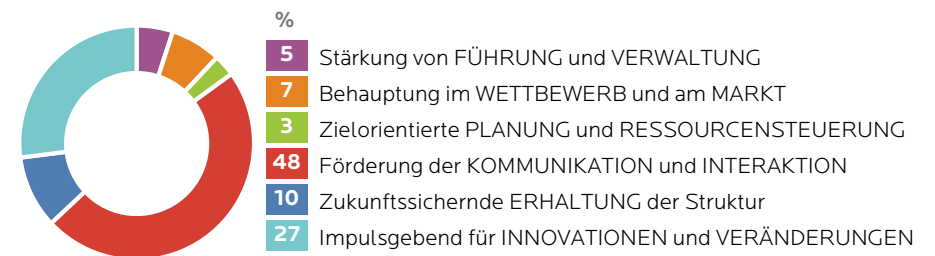 %
5 Stärkung von FÜHRUNG und VERWALTUNG
7 Behauptung im WETTBEWERB und am MARKT
3 Zielorientierte PLANUNG und RESSOURCENSTEUERUNG
48 Förderung der KOMMUNIKATION und INTERAKTION
10 Zukunftssichernde ERHALTUNG der Struktur
27 Impulsgebend für INNOVATIONEN und VERÄNDERUNGEN